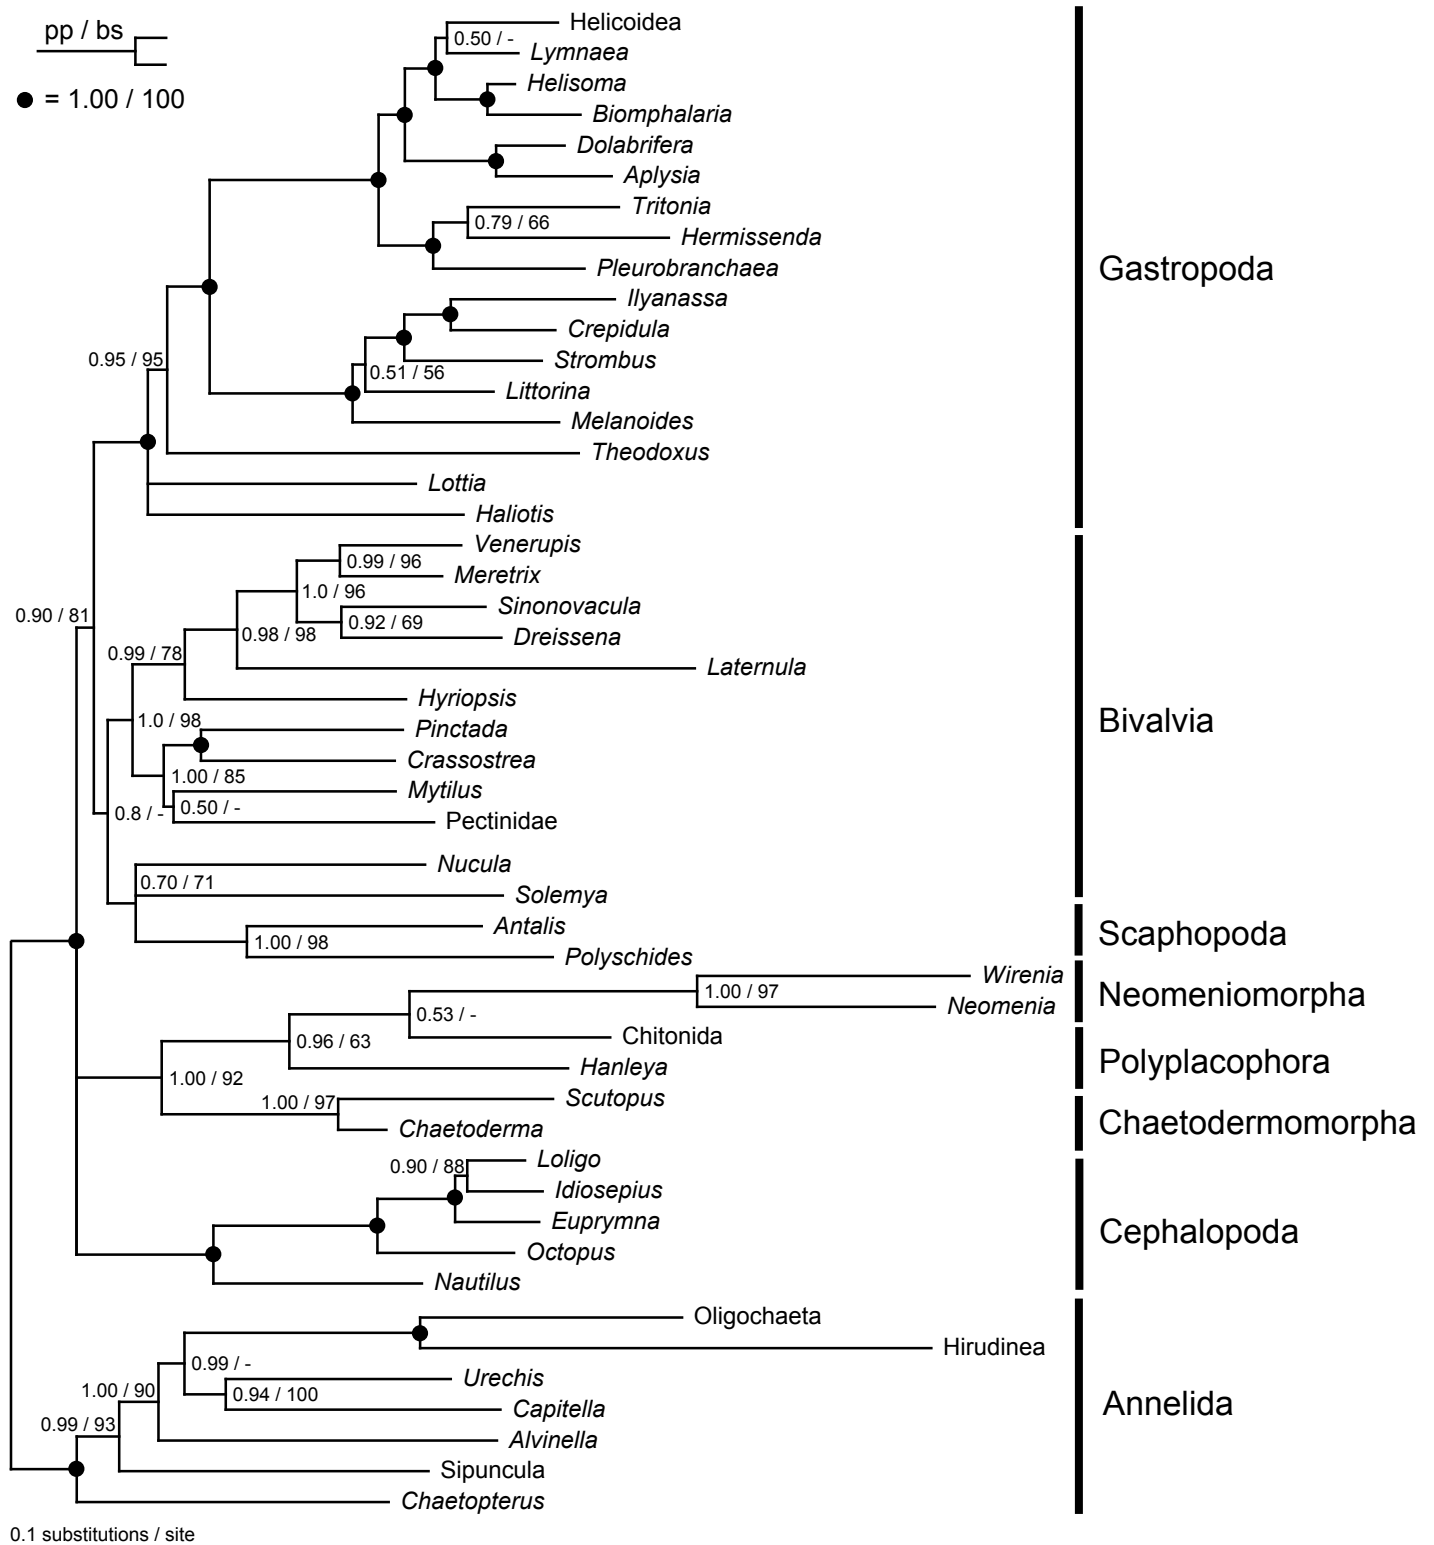 pp / bs
= 1.00 / 100
Helicoidea
0.50 / -
Lymnaea
Helisoma
Biomphalaria
Dolabrifera
Aplysia
Tritonia
0.79 / 66
Hermissenda
Pleurobranchaea
Gastropoda
Ilyanassa
Crepidula
Strombus
0.95 / 95
0.51 / 56
Littorina
Melanoides
Theodoxus
Lottia
Haliotis
Venerupis
0.99 / 96
Meretrix
1.0 / 96
Sinonovacula
0.90 / 81
0.92 / 69
Dreissena
0.98 / 98
0.99 / 78
Laternula
Hyriopsis
1.0 / 98
Bivalvia
Pinctada
Crassostrea
1.00 / 85
Mytilus
0.8 / -
0.50 / -
Pectinidae
Nucula
0.70 / 71
Solemya
Antalis
Scaphopoda
1.00 / 98
Polyschides
Wirenia
1.00 / 97
Neomeniomorpha
Neomenia
0.53 / -
Chitonida
0.96 / 63
Polyplacophora
Hanleya
1.00 / 92
Scutopus
1.00 / 97
Chaetodermomorpha
Chaetoderma
Loligo
0.90 / 88
Idiosepius
Euprymna
Cephalopoda
Octopus
Nautilus
Oligochaeta
Hirudinea
0.99 / -
Urechis
1.00 / 90
0.94 / 100
Capitella
Annelida
0.99 / 93
Alvinella
Sipuncula
Chaetopterus
0.1 substitutions / site